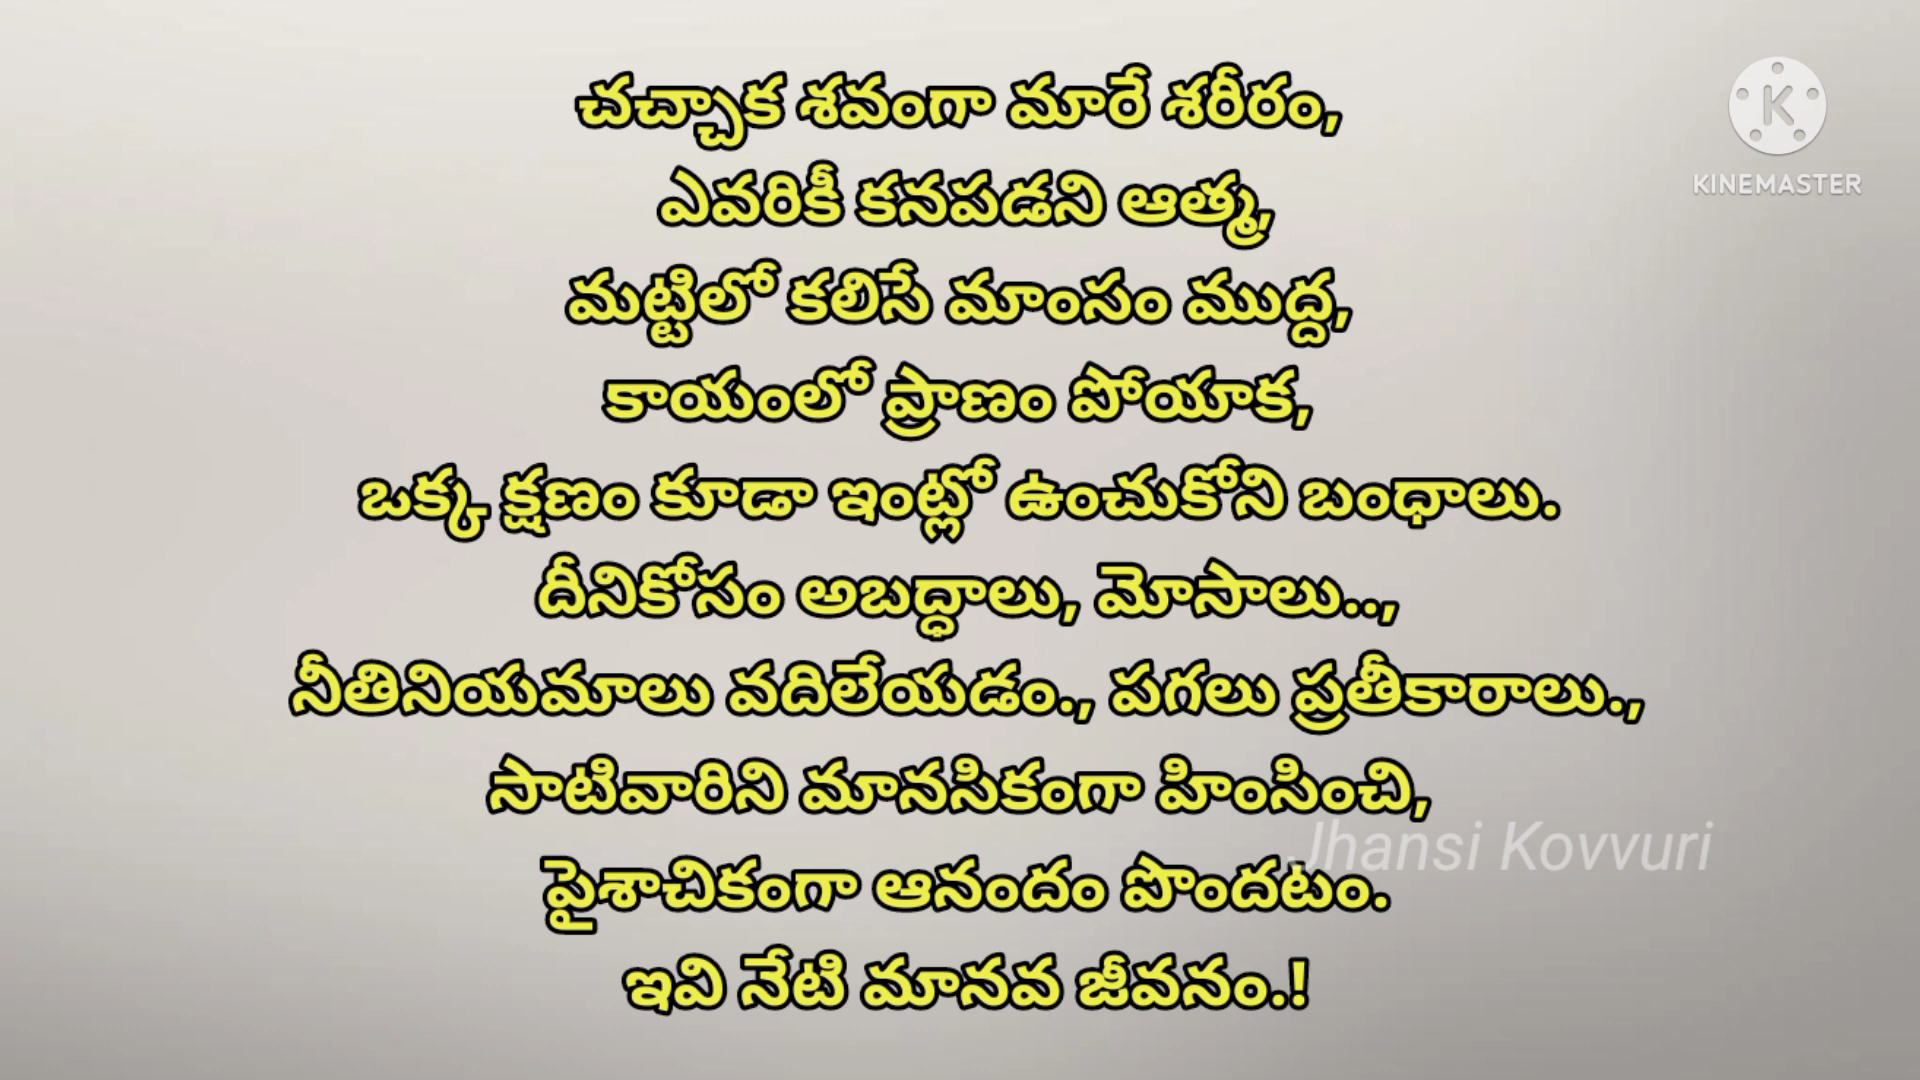 చచ్చాక శవంగా మారే శరీరం,
ఎవరికీ కనపడని ఆత్మ,
మట్టిలో కలిసే మాంసం ముద్ద,
కాయంలో ప్రాణం పోయాక,
ఒక్క క్షణం కూడా ఇంట్లో ఉంచుకోని బంధాలు.
దీనికోసం అబద్ధాలు, మోసాలు..,
నీతినియమాలు వదిలేయడం., పగలు ప్రతీకారాలు.,
సాటివారిని మానసికంగా హింసించి,
పైశాచికంగా ఆనందం పొందటం.
ఇవి నేటి మానవ జీవనం.!
K
KINEMASTER
Jhansi Kovvuri